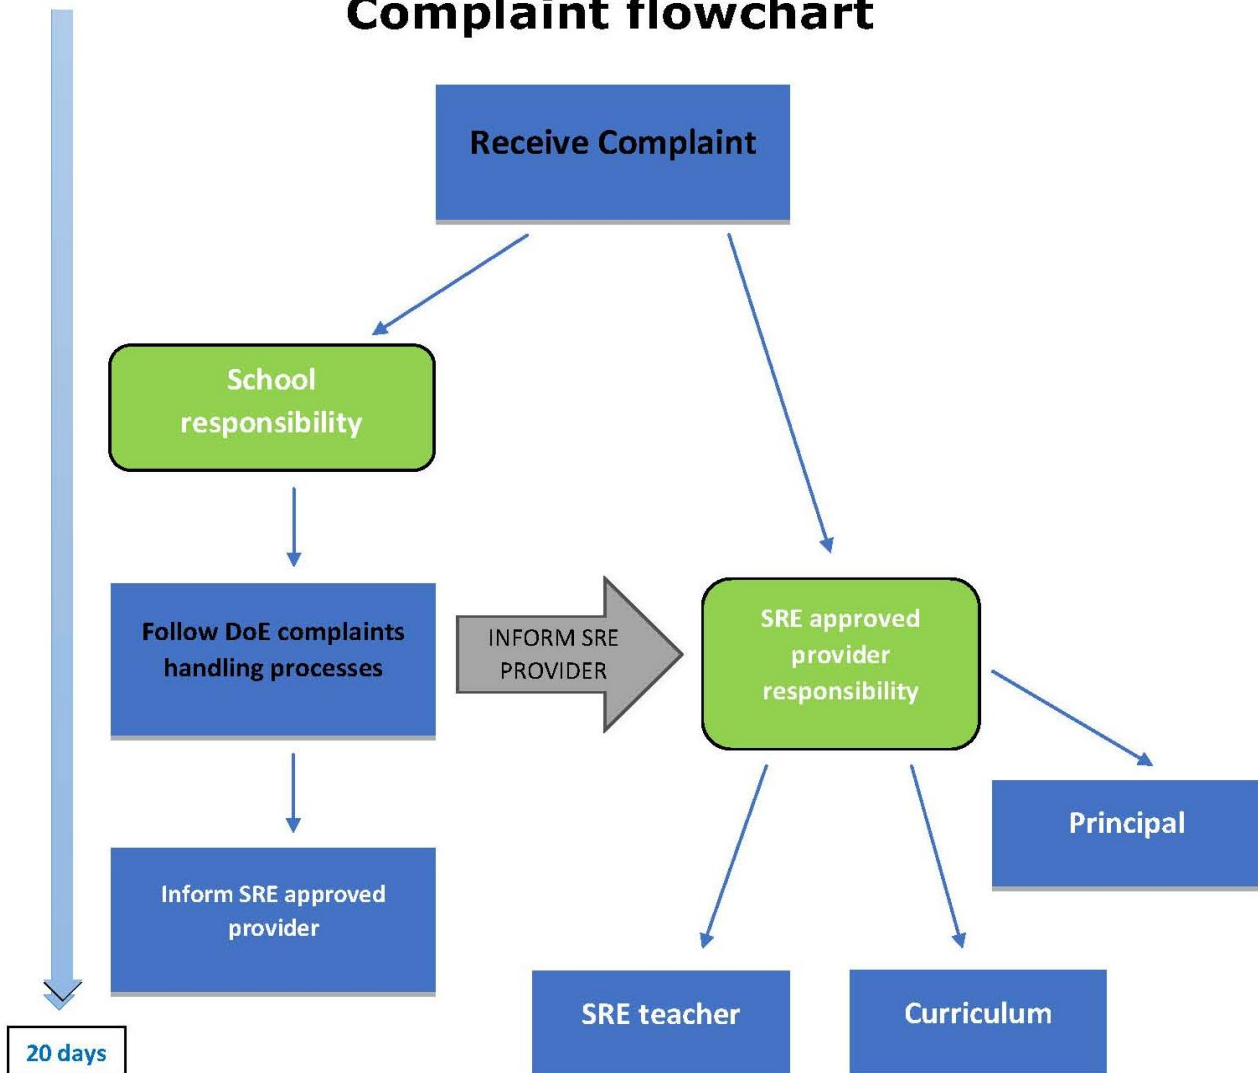 Complaint flowchart
Receive Complaint
School
responsibility
Follow DoE complaints
handling processes
INFORM SRE
PROVIDER
SRE approved
provider
responsibility
Principal
Inform SRE approved
provider
SRE teacher
Curriculum
20 days